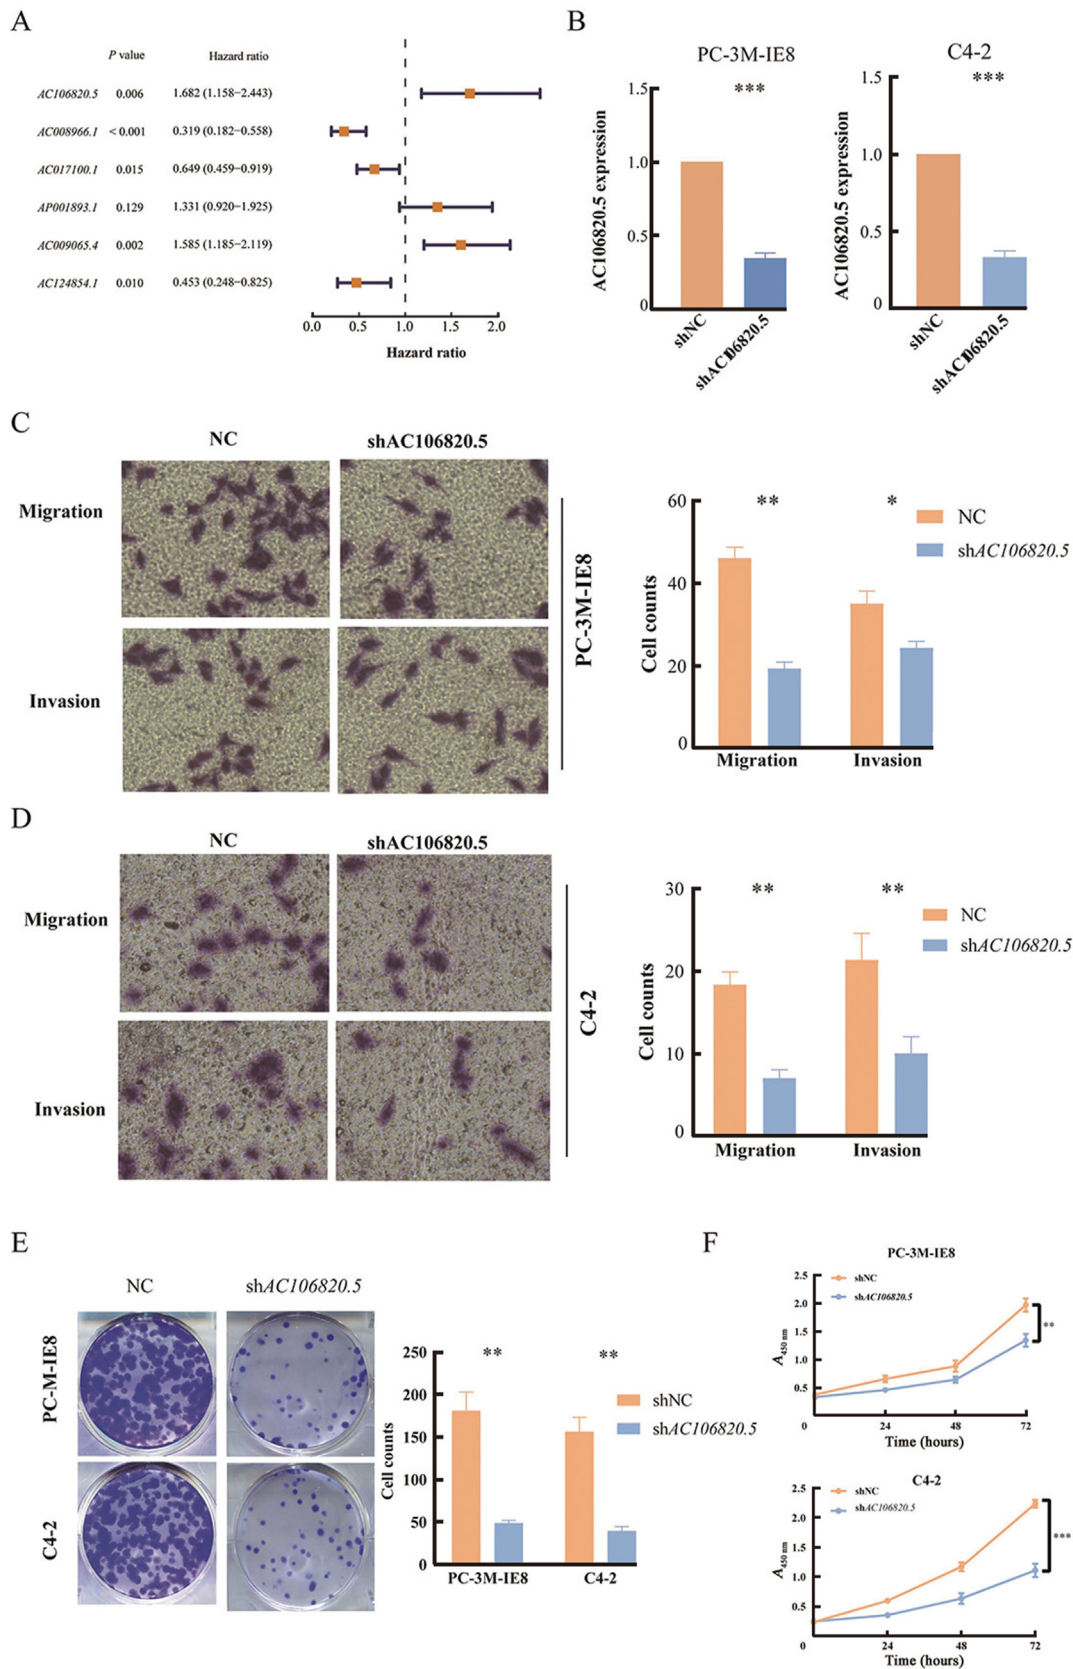 A
P value Hazard ratio
AC106820.5 0.006 1.682 (1.158−2.443)
AC008966.1 < 0.001 0.319 (0.182−0.558)
AC017100.1 0.015 0.649 (0.459−0.919)
AP001893.1 0.129 1.331 (0.920−1.925)
AC009065.4 0.002 1.585 (1.185−2.119)
AC124854.1 0.010 0.453 (0.248−0.825)
0.0 0.5 1.0 1.5 2.0
Hazard ratio
B
PC-3M-IE8
***
AC106820.5 expression
1.5
1.0
0.5
0
shNC
shAC106820.5
C4-2
***
AC106820.5 expression
1.5
1.0
0.5
0
shNC
shAC106820.5
C
NC shAC106820.5
Migration
Invasion
PC-3M-IE8
Cell counts
60
40
20
0
** *
NC
shAC106820.5
Migration Invasion
D
NC shAC106820.5
Migration
Invasion
C4-2
Cell counts
30
20
10
0
** **
NC
shAC106820.5
Migration Invasion
E
NC shAC106820.5
PC-M-IE8
C4-2
Cell counts
250
200
150
100
50
0
** **
shNC
shAC106820.5
PC-3M-IE8 C4-2
F
PC-3M-IE8
shNC
shAC106820.5
A450 nm
2.5
2.0
1.5
1.0
0.5
0 24 48 72
**
Time (hours)
C4-2
shNC
shAC106820.5
A450 nm
2.5
2.0
1.5
1.0
0.5
0 24 48 72
***
Time (hours)